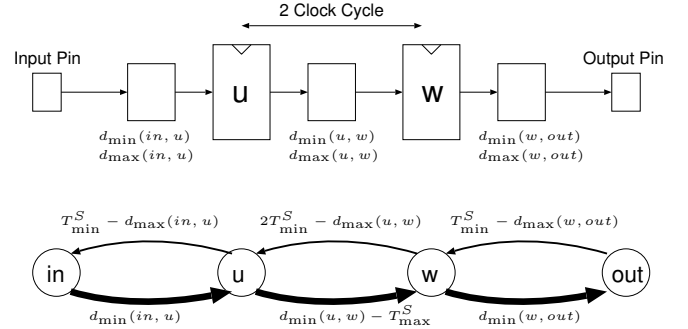 2 Clock Cycle
Input Pin Output Pin
u w
d_min(in, u) d_min(u, w) d_min(w, out)
d_max(in, u) d_max(u, w) d_max(w, out)
T^S_min − d_max(in, u) 2T^S_min − d_max(u, w) T^S_min − d_max(w, out)
in u w out
d_min(in, u) d_min(u, w) − T^S_max d_min(w, out)